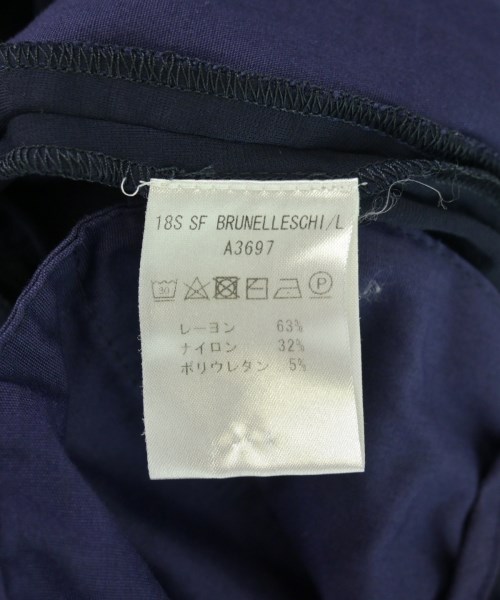 18S SF BRUNELLESCHI/L
A3697
30 P
レーヨン 63%
ナイロン 32%
ポリウレタン 5%